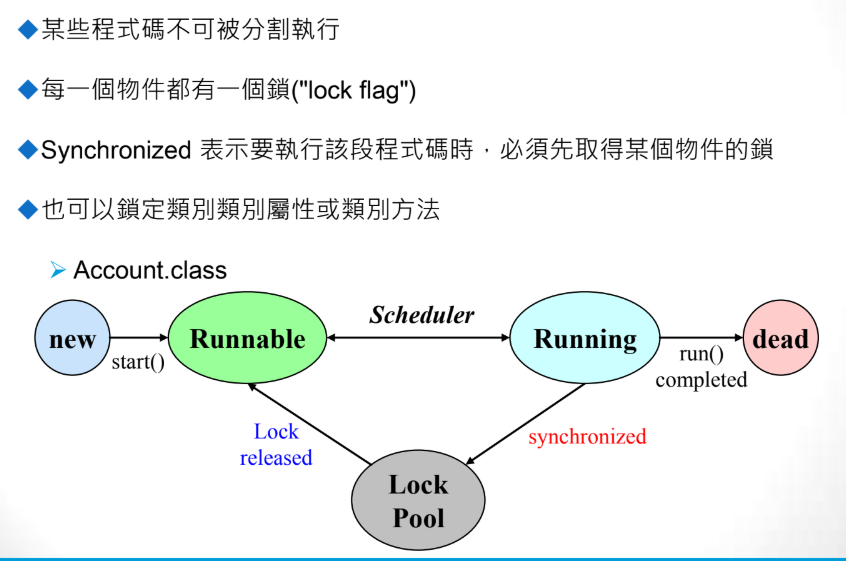 某些程式碼不可被分割執行
每一個物件都有一個鎖("lock flag")
Synchronized 表示要執行該段程式碼時，必須先取得某個物件的鎖
也可以鎖定類別類別屬性或類別方法
Account.class
Scheduler
new
Runnable
Running
dead
start()
run()
completed
Lock
released
synchronized
Lock
Pool